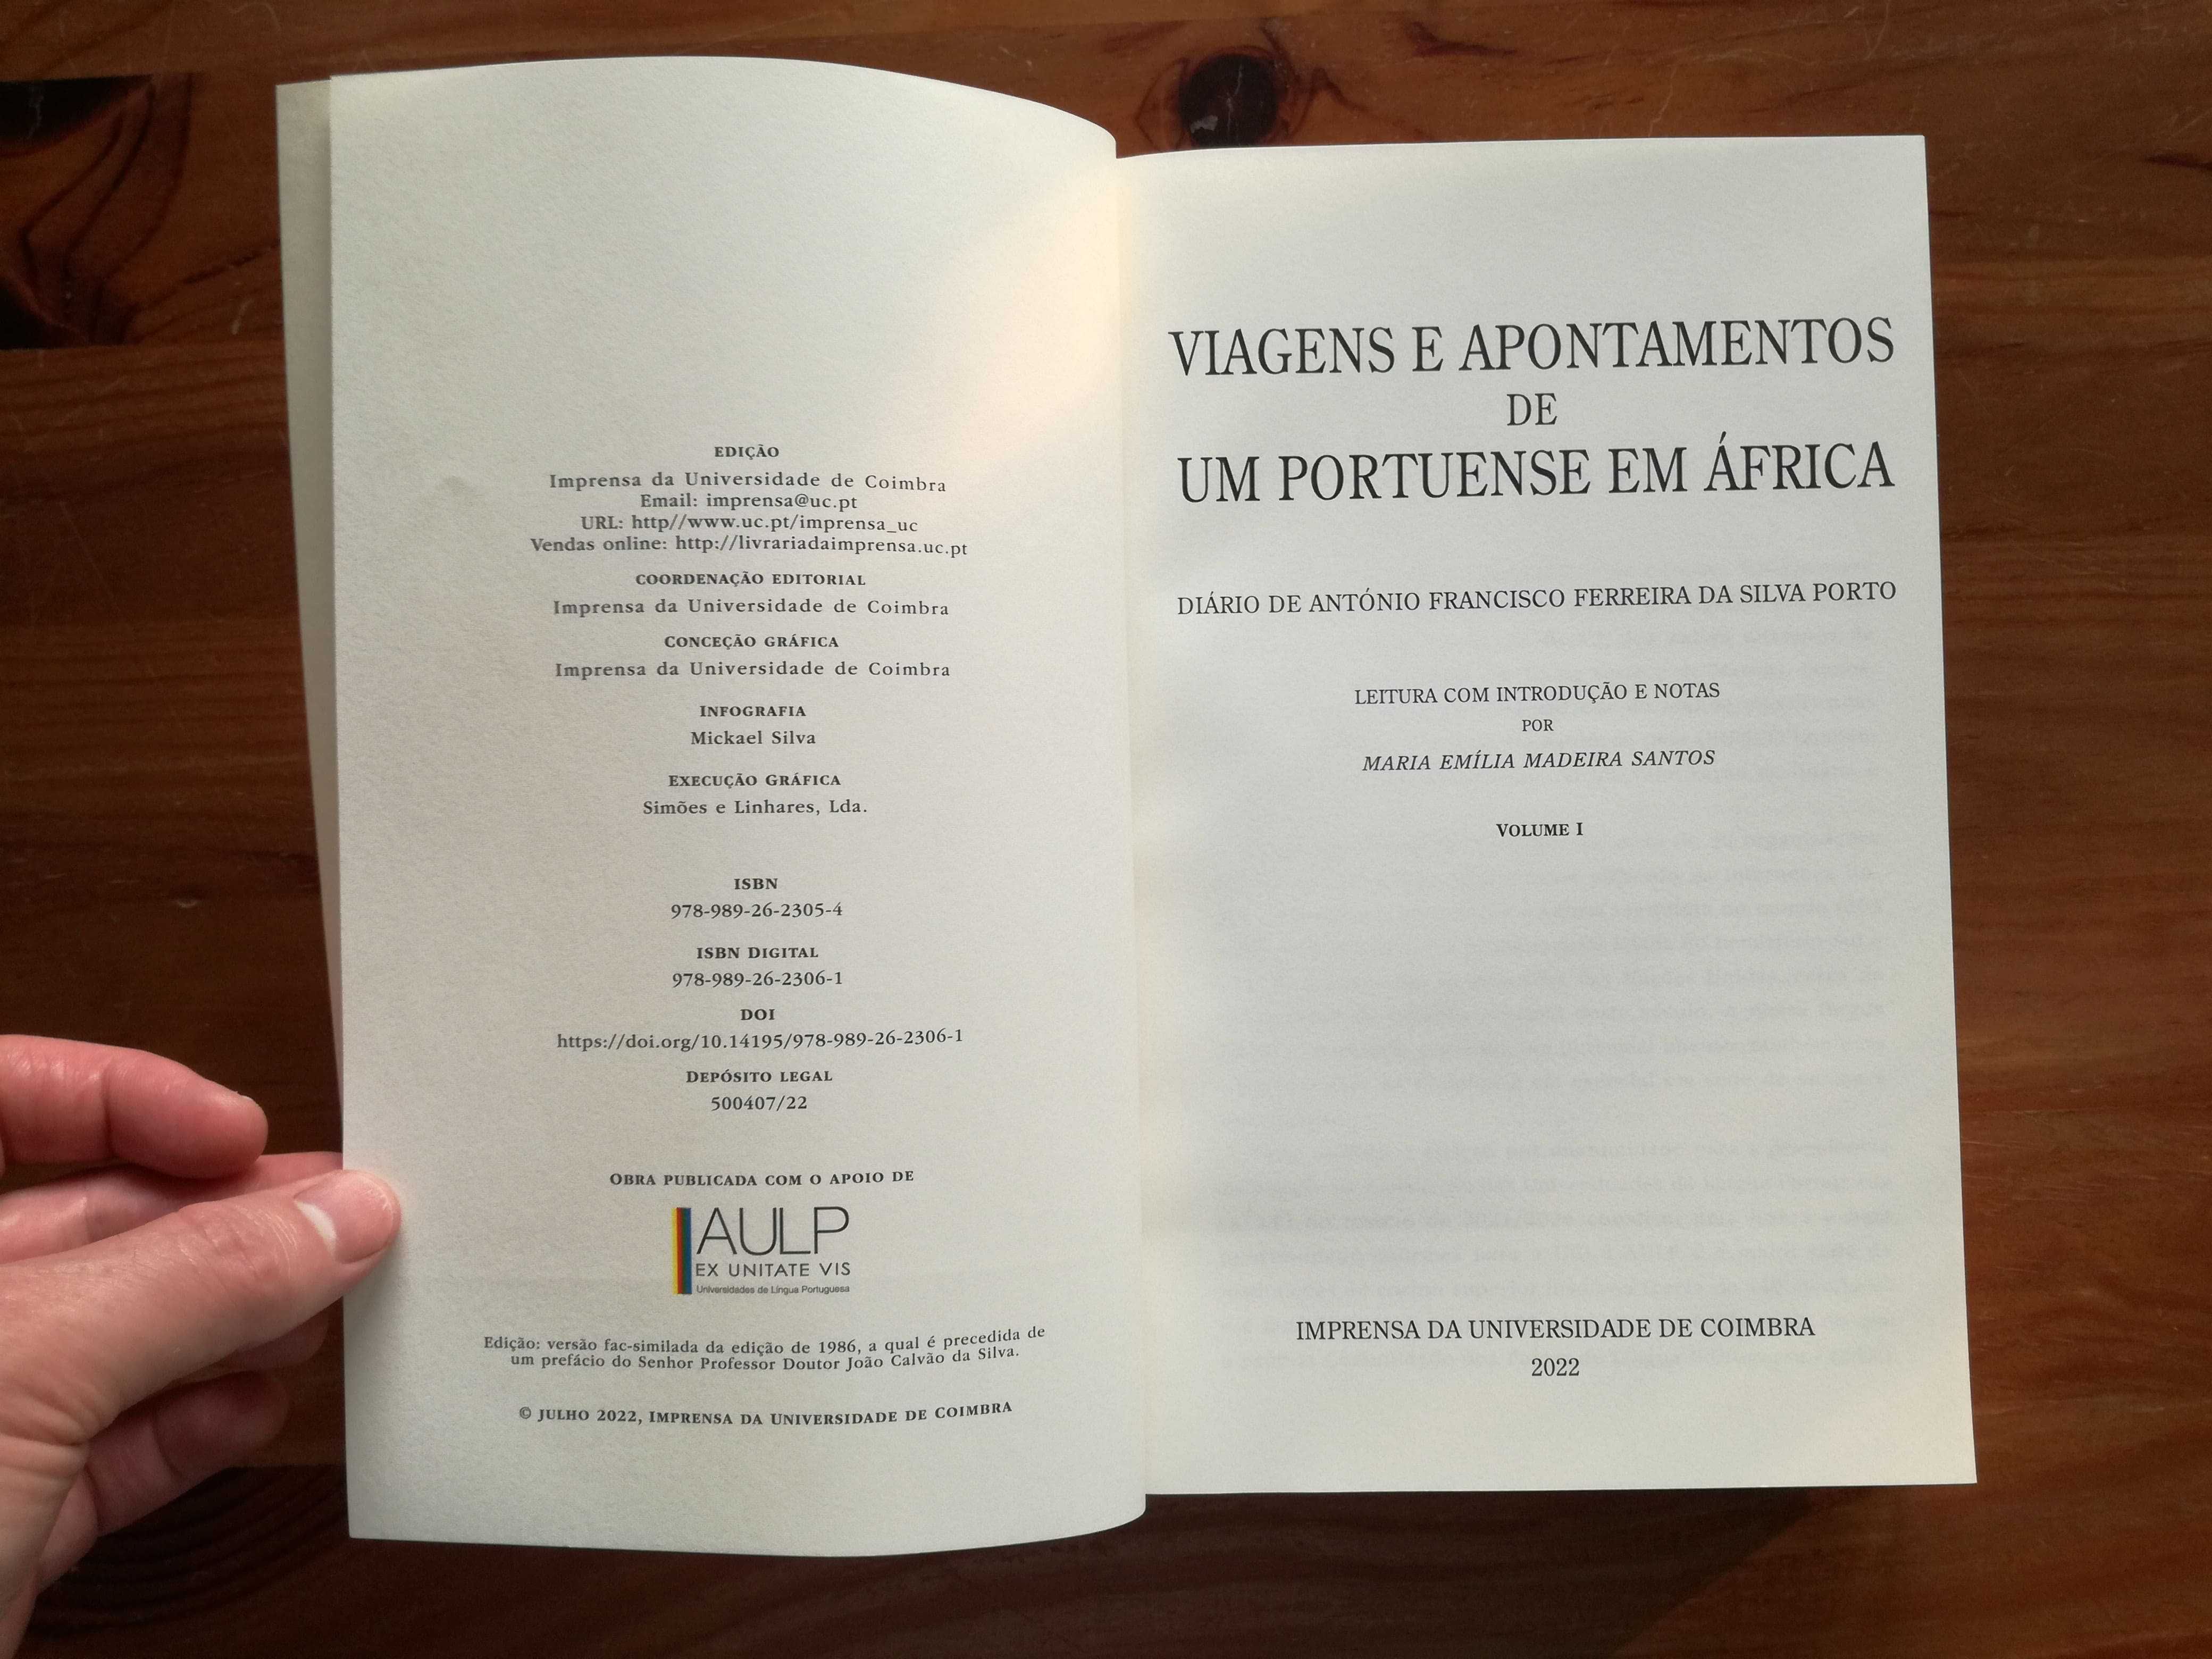 EDIÇÃO
Imprensa da Universidade de Coimbra
Email: imprensa@uc.pt
URL: http//www.uc.pt/imprensa_uc
Vendas online: http://livrariadaimprensa.uc.pt
COORDENAÇÃO EDITORIAL
Imprensa da Universidade de Coimbra
CONCEÇÃO GRÁFICA
Imprensa da Universidade de Coimbra
INFOGRAFIA
Mickael Silva
EXECUÇÃO GRÁFICA
Simões e Linhares, Lda.
ISBN
978-989-26-2305-4
ISBN DIGITAL
978-989-26-2306-1
DOI
https://doi.org/10.14195/978-989-26-2306-1
DEPÓSITO LEGAL
500407/22
OBRA PUBLICADA COM O APOIO DE
AULP
EX UNITATE VIS
Universidades de Língua Portuguesa
Edição: versão fac-similada da edição de 1986, a qual é precedida de
um prefácio do Senhor Professor Doutor João Calvão da Silva.
© JULHO 2022, IMPRENSA DA UNIVERSIDADE DE COIMBRA
VIAGENS E APONTAMENTOS
DE
UM PORTUENSE EM ÁFRICA
DIÁRIO DE ANTÓNIO FRANCISCO FERREIRA DA SILVA PORTO
LEITURA COM INTRODUÇÃO E NOTAS
POR
MARIA EMÍLIA MADEIRA SANTOS
VOLUME I
IMPRENSA DA UNIVERSIDADE DE COIMBRA
2022